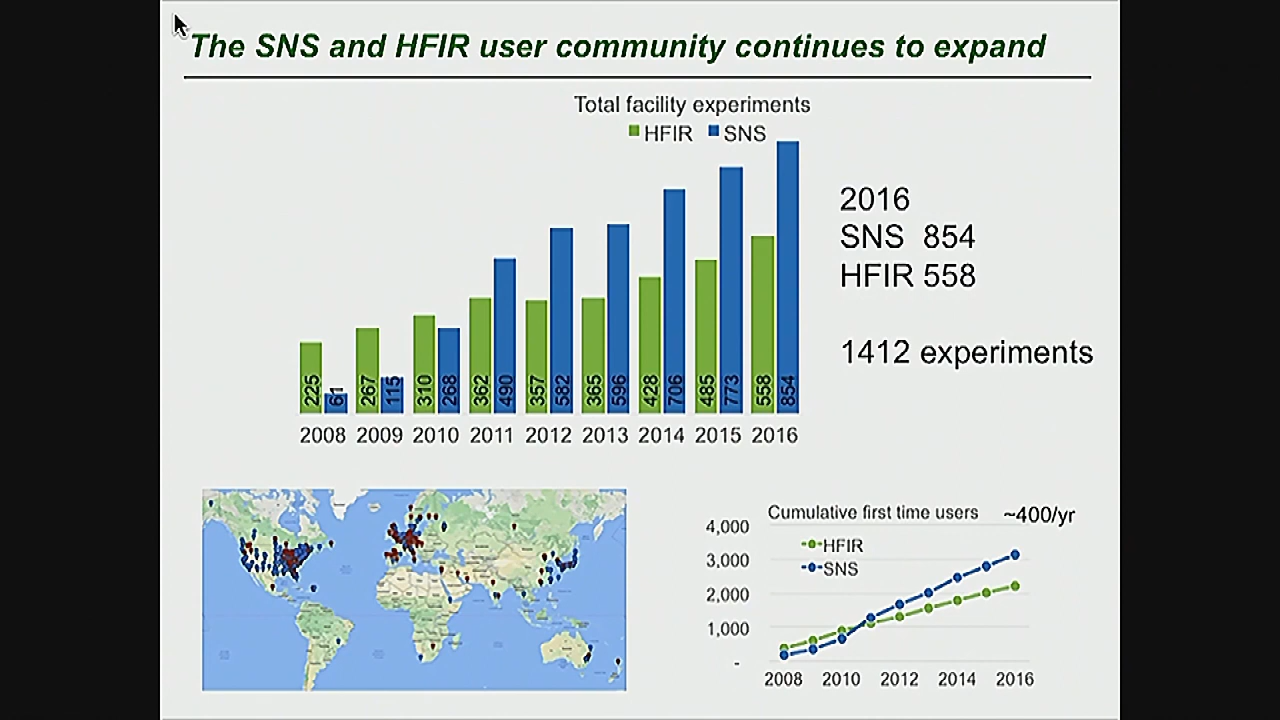 The SNS and HFIR user community continues to expand
Total facility experiments
HFIR SNS
2016
SNS 854
HFIR 558
1412 experiments
225 61 267 115 310 268 362 490 357 582 365 596 428 706 485 773 558 854
2008 2009 2010 2011 2012 2013 2014 2015 2016
Cumulative first time users ~400/yr
4,000
HFIR
3,000
SNS
2,000
1,000
-
2008 2010 2012 2014 2016